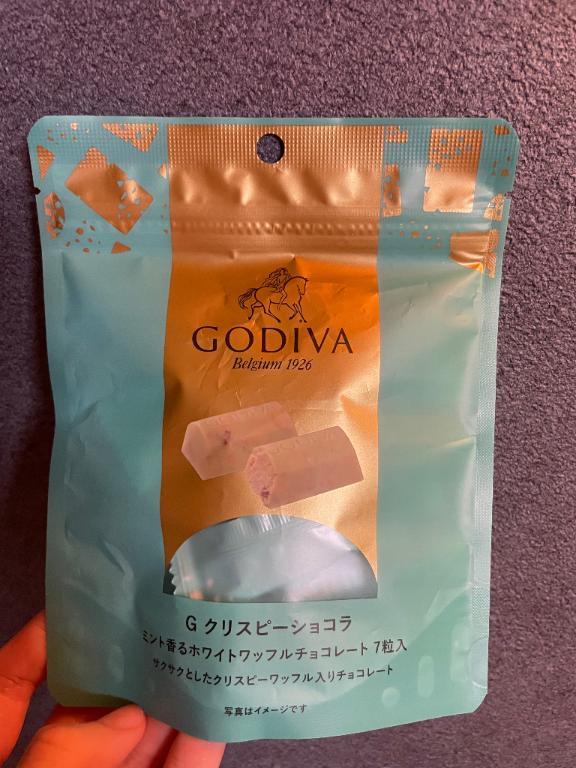 GODIVA
Belgium 1926
G クリスピーショコラ
ミント香るホワイトワッフルチョコレート 7粒入
サクサクとしたクリスピーワッフル入りチョコレート
写真はイメージです